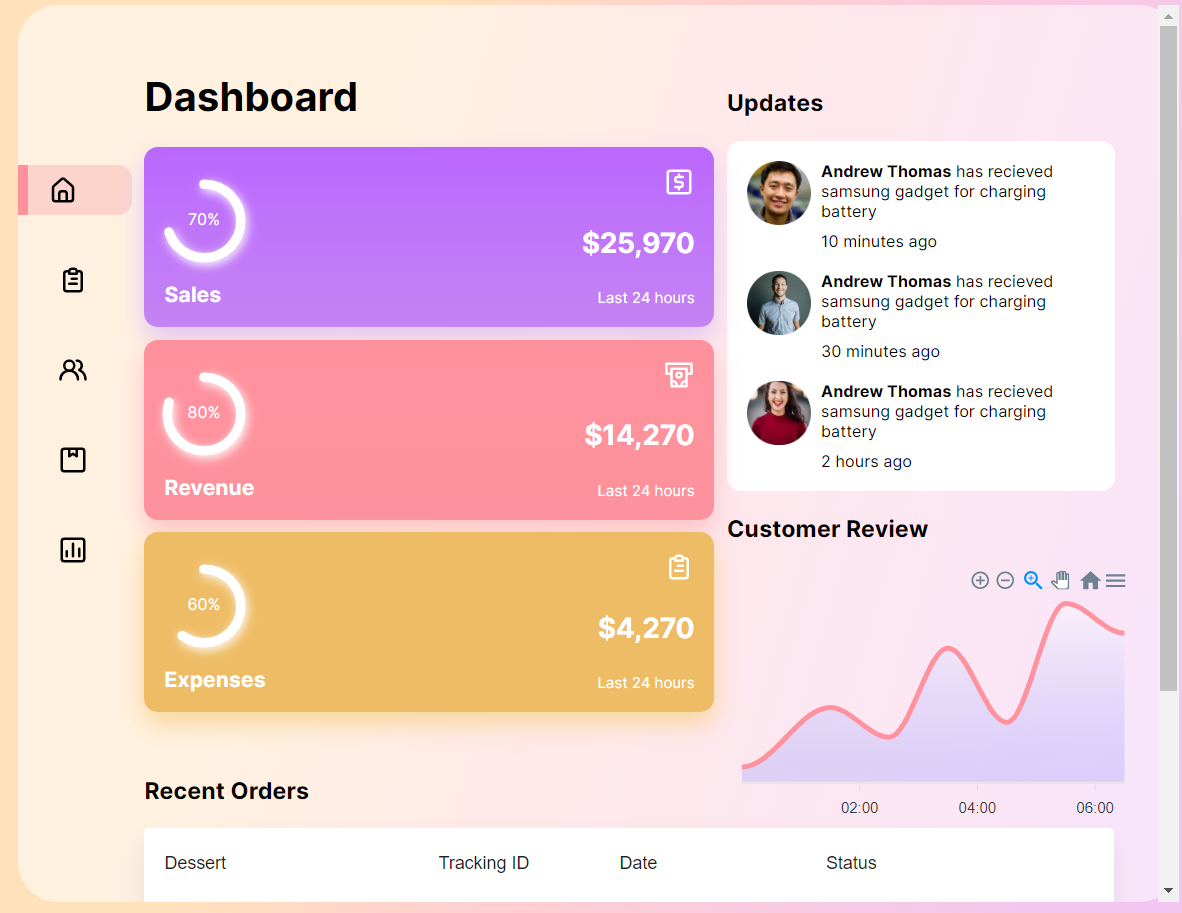 Dashboard
70%
$25,970
Sales
Last 24 hours
80%
$14,270
Revenue
Last 24 hours
60%
$4,270
Expenses
Last 24 hours
Updates
Andrew Thomas has recieved
samsung gadget for charging
battery
10 minutes ago
Andrew Thomas has recieved
samsung gadget for charging
battery
30 minutes ago
Andrew Thomas has recieved
samsung gadget for charging
battery
2 hours ago
Customer Review
02:00 04:00 06:00
Recent Orders
Dessert Tracking ID Date Status